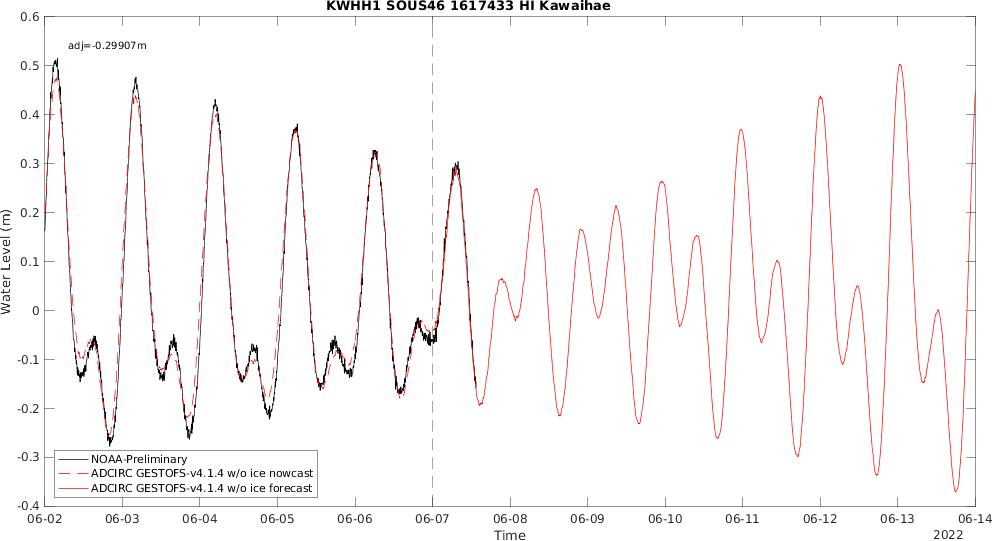 KWHH1 SOUS46 1617433 HI Kawaihae
adj=-0.29907m
0.6
0.5
0.4
0.3
0.2
0.1
0
-0.1
-0.2
-0.3
-0.4
Water Level (m)
NOAA-Preliminary
ADCIRC GESTOFS-v4.1.4 w/o ice nowcast
ADCIRC GESTOFS-v4.1.4 w/o ice forecast
06-02 06-03 06-04 06-05 06-06 06-07 06-08 06-09 06-10 06-11 06-12 06-13 06-14
Time
2022